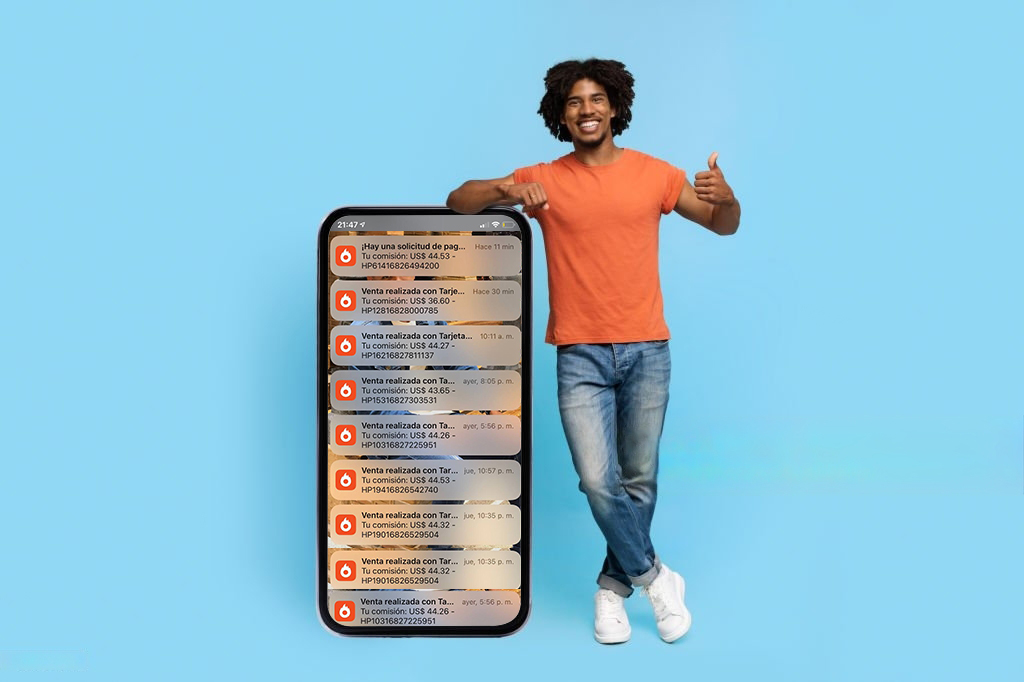 21:47
¡Hay una solicitud de pag... Hace 11 min
Tu comisión: US$ 44.53 -
HP61416826494200
Venta realizada con Tarje... Hace 30 min
Tu comisión: US$ 36.60 -
HP12816828000785
Venta realizada con Tarjeta... 10:11 a. m.
Tu comisión: US$ 44.27 -
HP16216827811137
Venta realizada con Ta... ayer, 8:05 p. m.
Tu comisión: US$ 43.65 -
HP15316827303531
Venta realizada con Ta... ayer, 5:56 p. m.
Tu comisión: US$ 44.26 -
HP10316827225951
Venta realizada con Tar... jue, 10:57 p. m.
Tu comisión: US$ 44.53 -
HP19416826542740
Venta realizada con Tar... jue, 10:35 p. m.
Tu comisión: US$ 44.32 -
HP19016826529504
Venta realizada con Tar... jue, 10:35 p. m.
Tu comisión: US$ 44.32 -
HP19016826529504
Venta realizada con Ta... ayer, 5:56 p. m.
Tu comisión: US$ 44.26 -
HP10316827225951